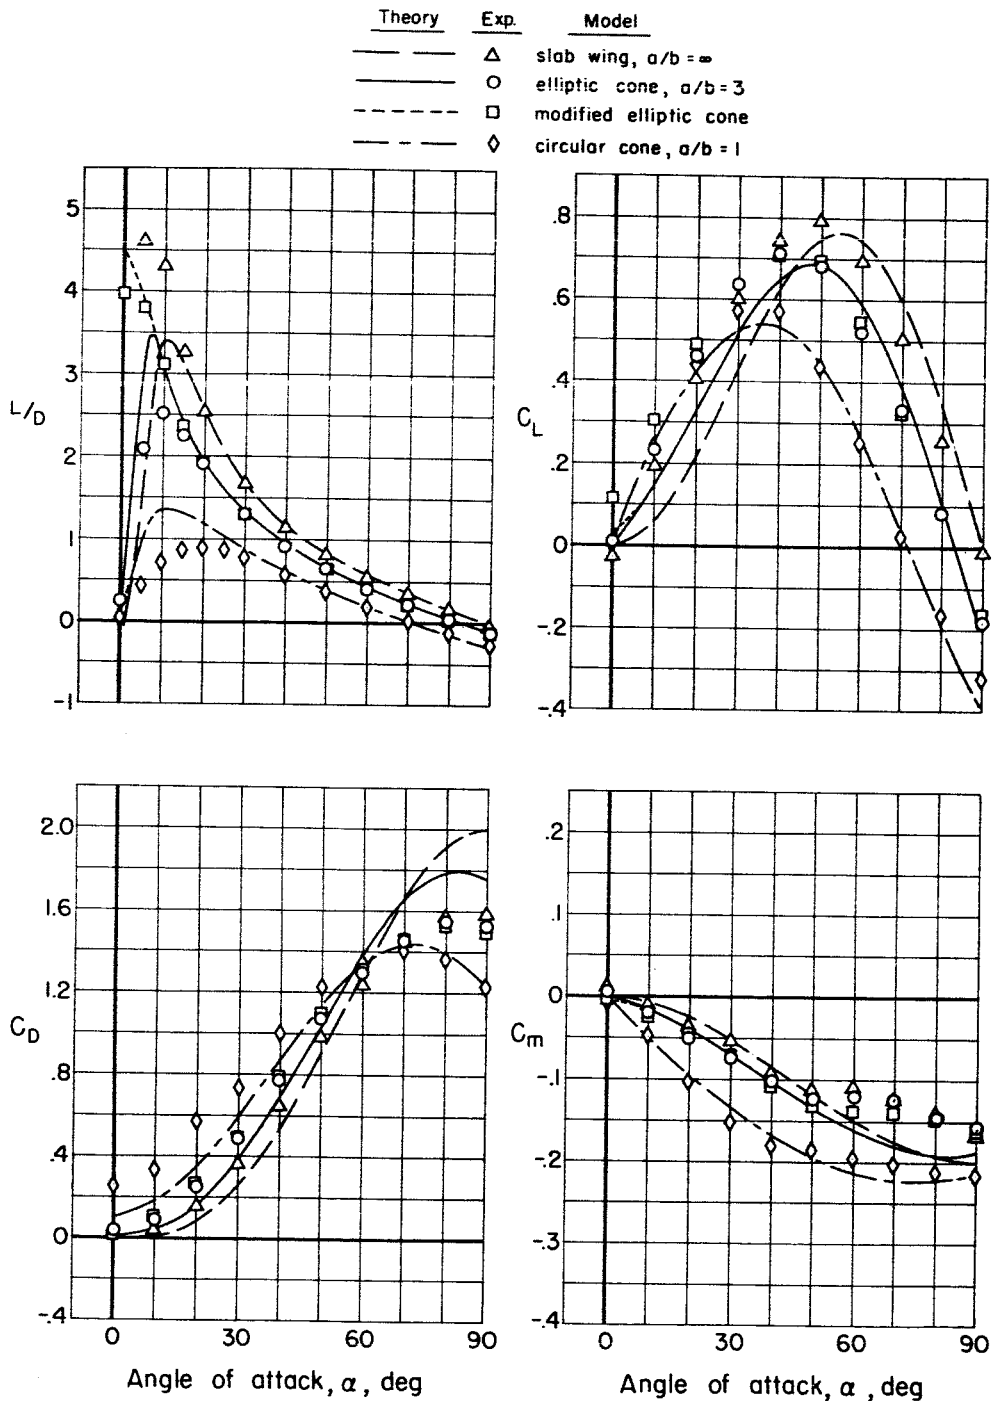 Theory Exp. Model
slab wing, a/b = ∞
elliptic cone, a/b = 3
modified elliptic cone
circular cone, a/b = 1
5
4
3
L/D
2
1
0
-1
.8
.6
.4
CL
.2
0
-.2
-.4
2.0
1.6
1.2
CD
.8
.4
0
-.4
0 30 60 90
Angle of attack, α, deg
.2
.1
0
Cm
-.1
-.2
-.3
-.4
0 30 60 90
Angle of attack, α, deg